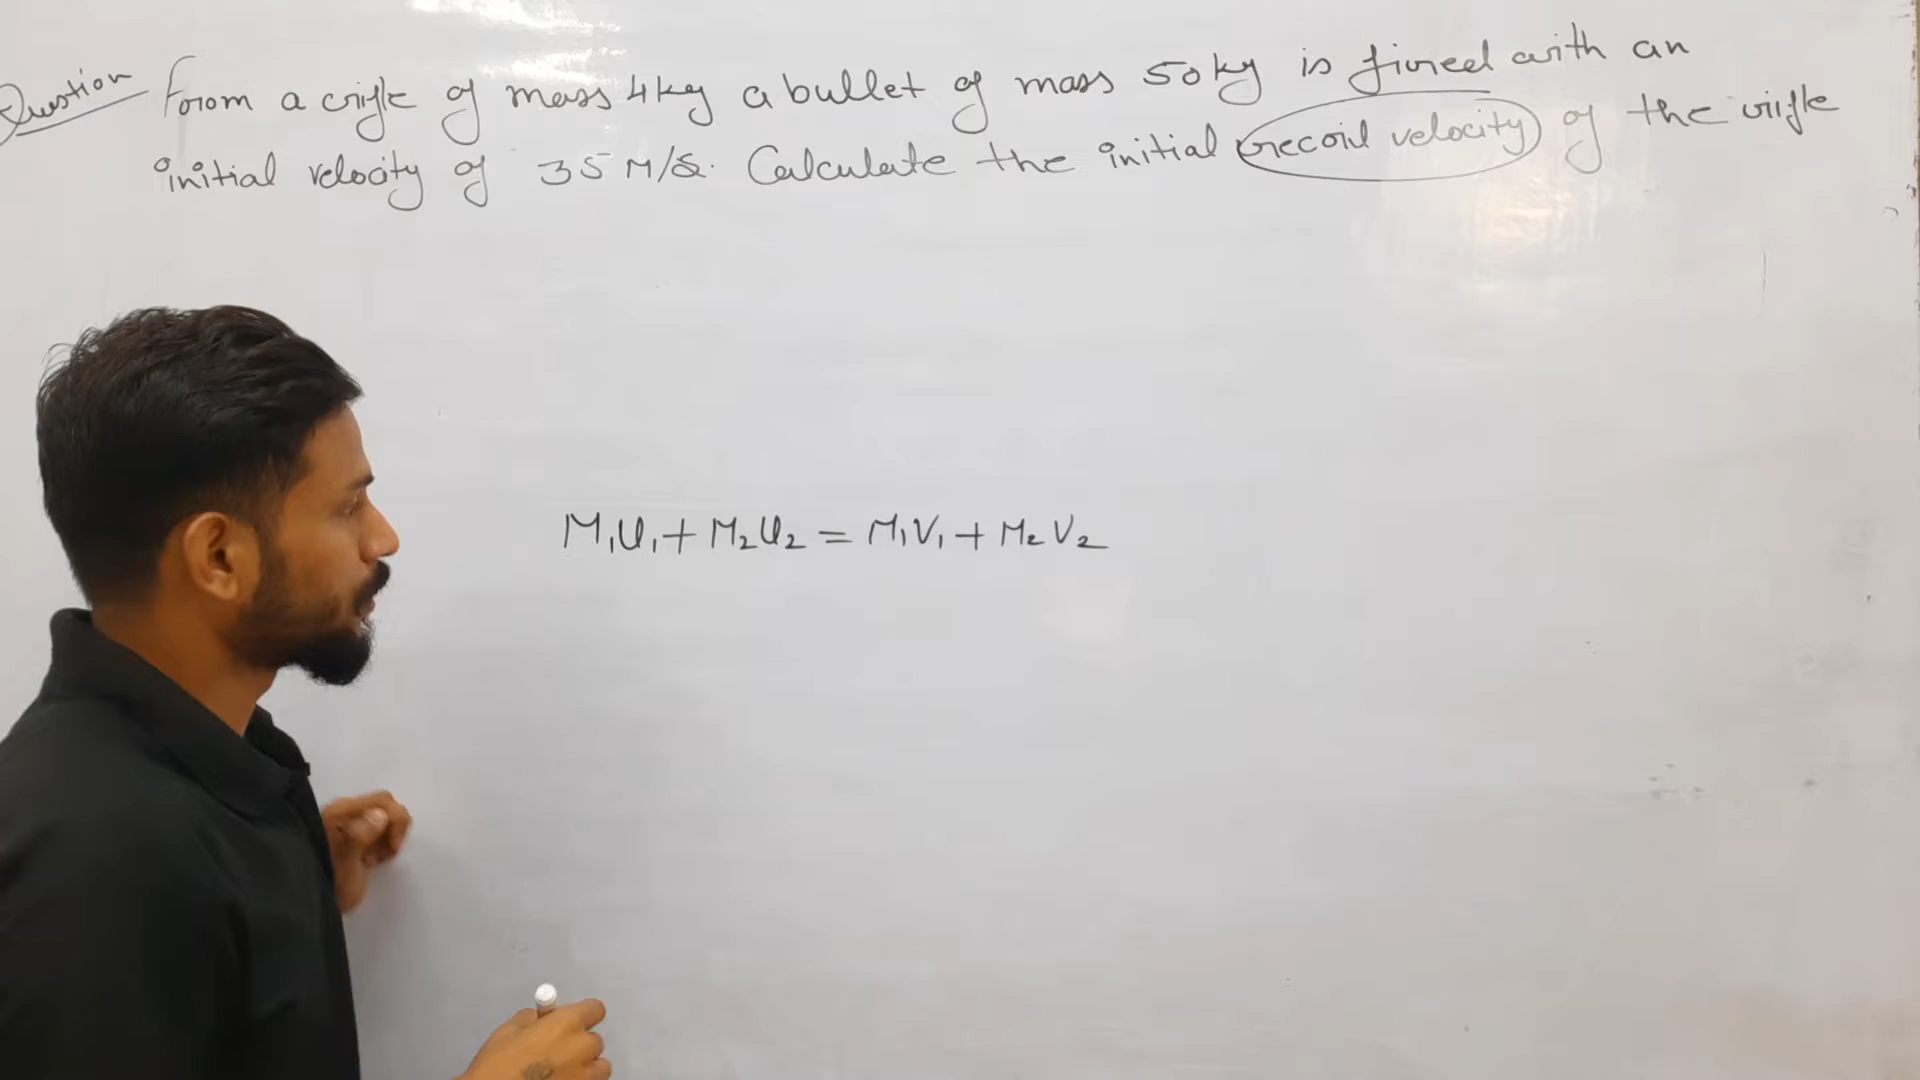 Question From a rifle of mass 4kg a bullet of mass 50kg is fired with an
initial velocity of 35 M/S. Calculate the initial recoil velocity of the rifle
M₁U₁+M₂U₂=M₁V₁+M₂V₂